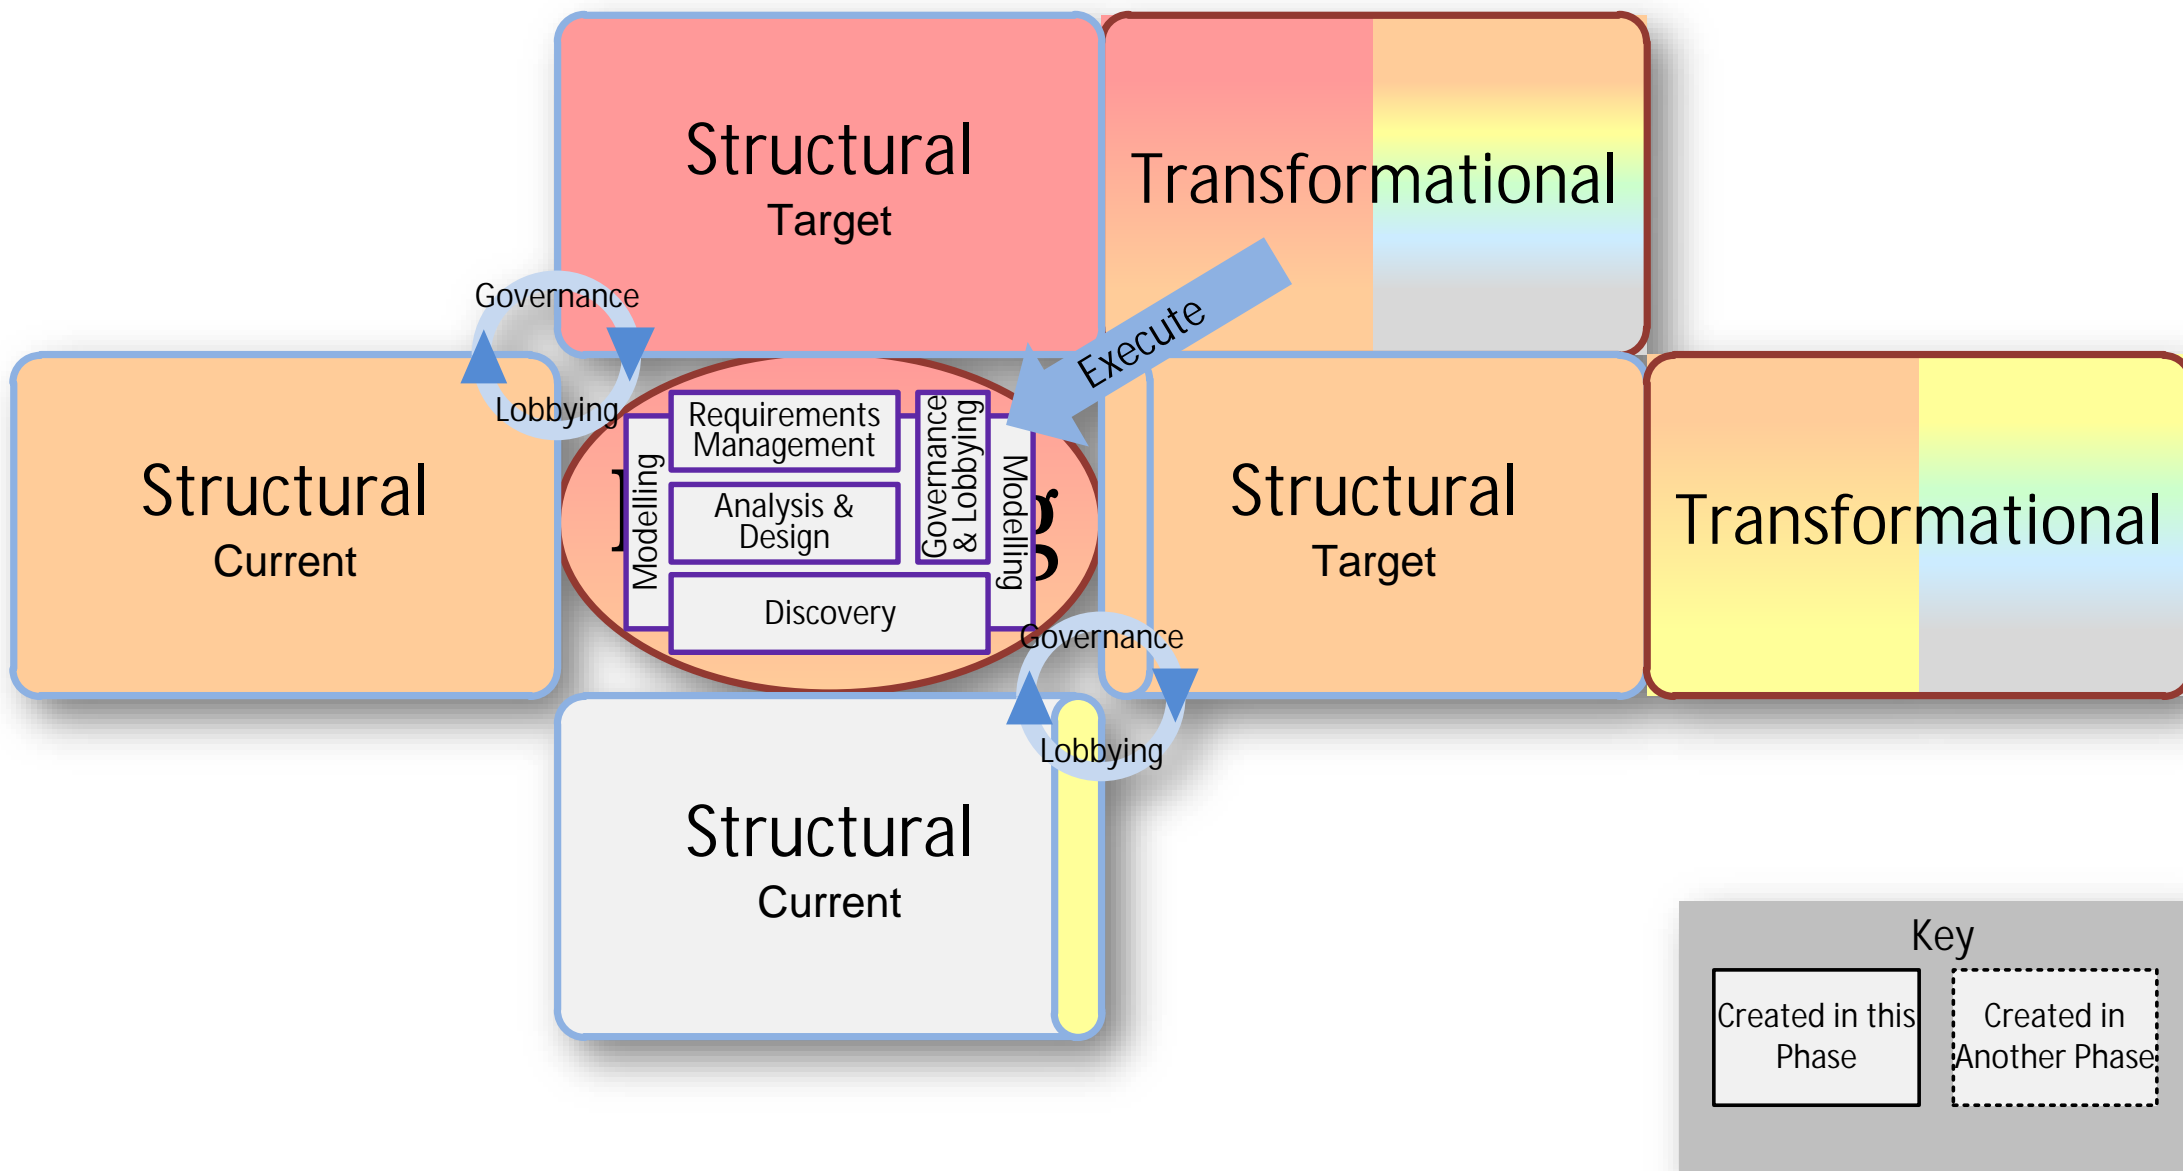 Structural
Target
Transformational
Governance
Lobbying
Execute
Structural
Current
Modelling
Requirements
Management
Analysis &
Design
Discovery
Governance
& Lobbying
Modelling
Structural
Target
Transformational
Governance
Lobbying
Structural
Current
Key
Created in this
Phase
Created in
Another Phase